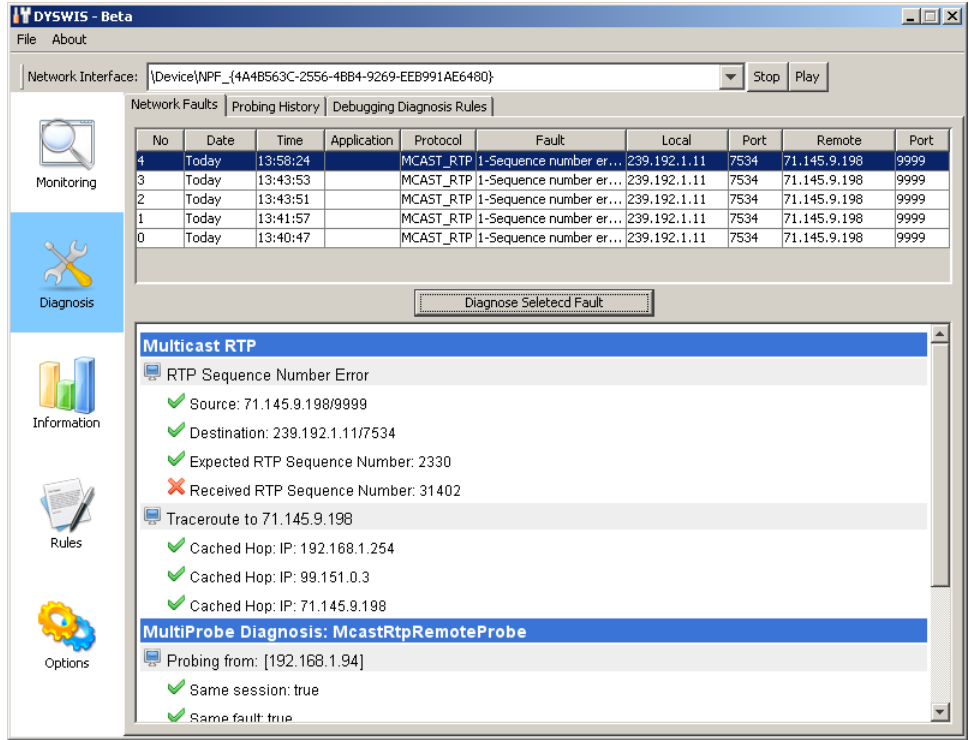 DYSWIS - Beta
File About
Network Interface: \Device\NPF_{4A4B563C-2556-4BB4-9269-EEB991AE6480} Stop Play
Network Faults Probing History Debugging Diagnosis Rules
No Date Time Application Protocol Fault Local Port Remote Port
4 Today 13:58:24 MCAST_RTP 1-Sequence number er... 239.192.1.11 7534 71.145.9.198 9999
3 Today 13:43:53 MCAST_RTP 1-Sequence number er... 239.192.1.11 7534 71.145.9.198 9999
2 Today 13:43:51 MCAST_RTP 1-Sequence number er... 239.192.1.11 7534 71.145.9.198 9999
1 Today 13:41:57 MCAST_RTP 1-Sequence number er... 239.192.1.11 7534 71.145.9.198 9999
0 Today 13:40:47 MCAST_RTP 1-Sequence number er... 239.192.1.11 7534 71.145.9.198 9999
Monitoring
Diagnosis
Information
Rules
Options
Diagnose Seletecd Fault
Multicast RTP
RTP Sequence Number Error
Source: 71.145.9.198/9999
Destination: 239.192.1.11/7534
Expected RTP Sequence Number: 2330
Received RTP Sequence Number: 31402
Traceroute to 71.145.9.198
Cached Hop: IP: 192.168.1.254
Cached Hop: IP: 99.151.0.3
Cached Hop: IP: 71.145.9.198
MultiProbe Diagnosis: McastRtpRemoteProbe
Probing from: [192.168.1.94]
Same session: true
Same fault: true